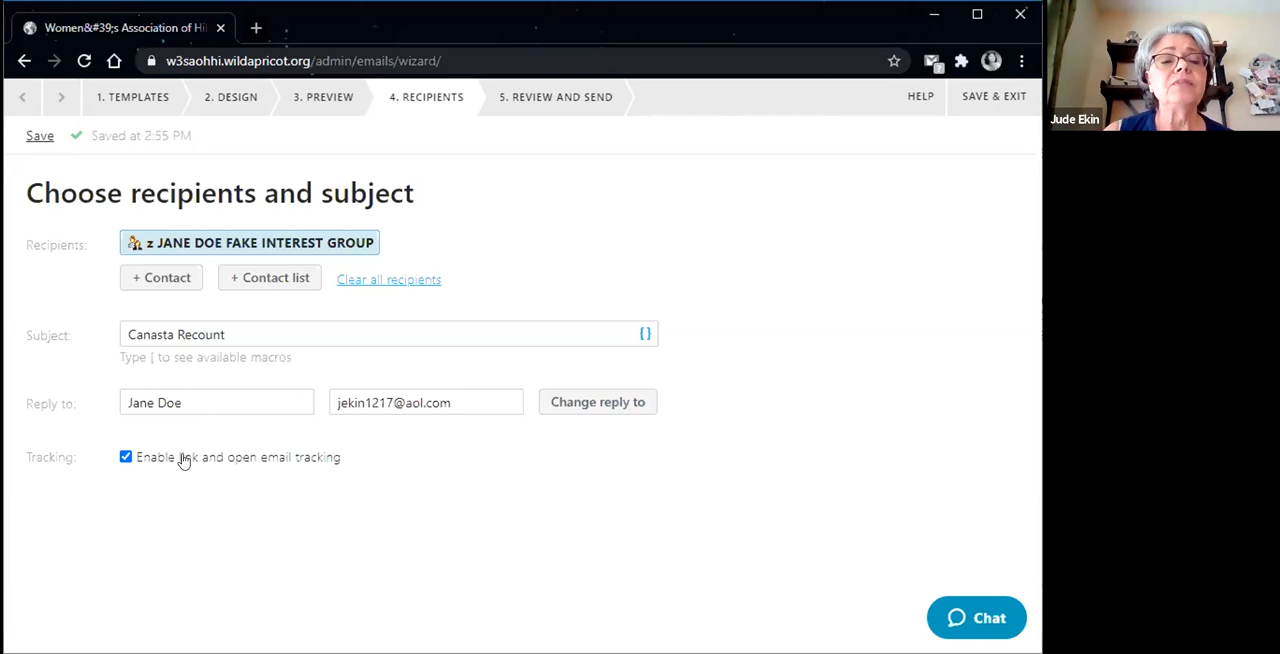 Women&#39;s Association of Hi
w3saohhi.wildapricot.org/admin/emails/wizard/
1. TEMPLATES 2. DESIGN 3. PREVIEW 4. RECIPIENTS 5. REVIEW AND SEND HELP SAVE & EXIT
Save Saved at 2:55 PM
Choose recipients and subject
Recipients: z JANE DOE FAKE INTEREST GROUP
+ Contact + Contact list Clear all recipients
Subject: Canasta Recount { }
Type { to see available macros
Reply to: Jane Doe jekin1217@aol.com Change reply to
Tracking: Enable link and open email tracking
Chat
Jude Ekin